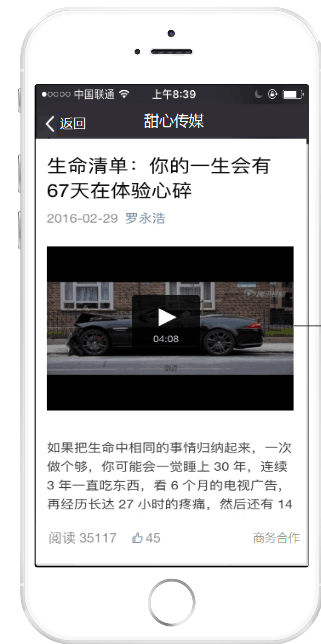 中国联通
上午8:39
返回
甜心传媒
生命清单：你的一生会有
67天在体验心碎
2016-02-29 罗永浩
04:08
如果把生命中相同的事情归纳起来，一次
做个够，你可能会一觉睡上 30 年，连续
3 年一直吃东西，看 6 个月的电视广告，
再经历长达 27 小时的疼痛，然后还有 14
阅读 35117
45
商务合作